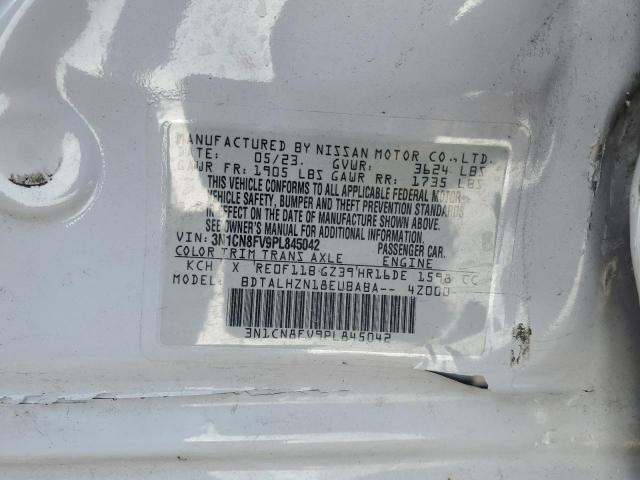 MANUFACTURED BY NISSAN MOTOR CO., LTD.
DATE: 05/23. GVWR: 3624 LBS
GAWR FR: 1905 LBS GAWR RR: 1735 LBS
THIS VEHICLE CONFORMS TO ALL APPLICABLE FEDERAL MOTOR
VEHICLE SAFETY, BUMPER, AND THEFT PREVENTION STANDARDS
IN EFFECT ON THE DATE OF MANUFACTURE SHOWN ABOVE.
SEE OWNER'S MANUAL FOR ADDITIONAL INFORMATION.
VIN: 3N1CN8FV9PL845042 PASSENGER CAR.
COLOR TRIM TRANS AXLE ENGINE
KCH X RE0F11B GZ39 HR16DE 1598 CC
MODEL: BDTALHZN18EU8ABA-- 4Z000
3N1CN8FV9PL845042